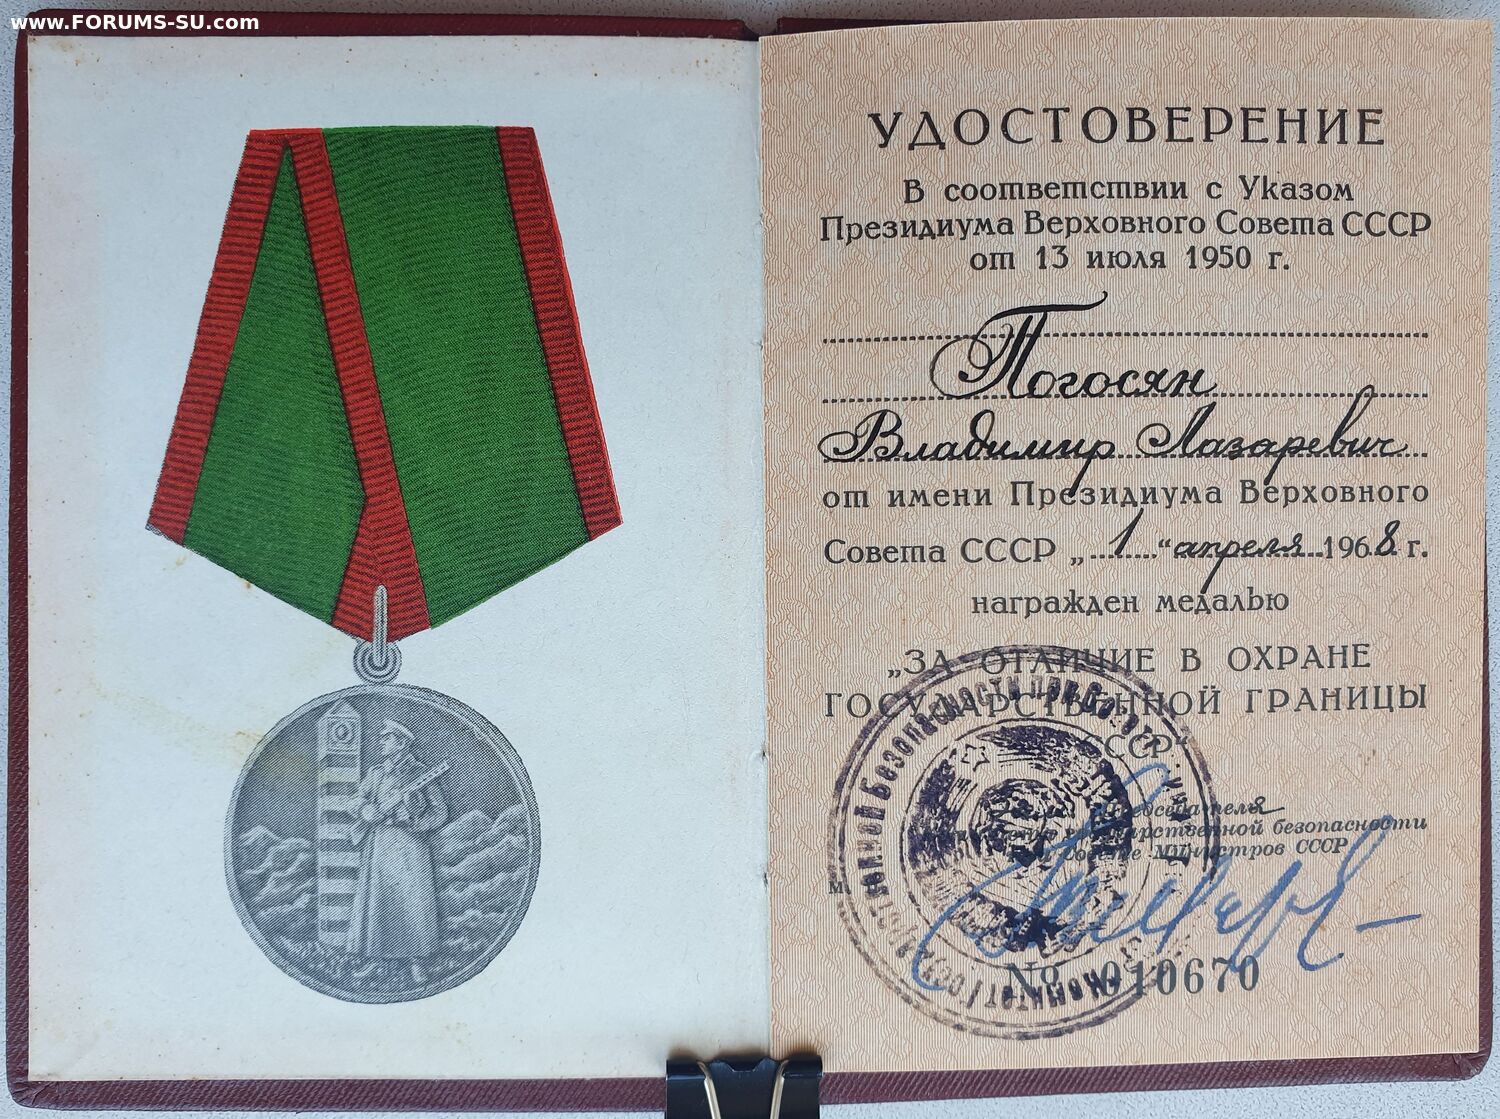 www.FORUMS-SU.com
УДОСТОВЕРЕНИЕ
В соответствии с Указом
Президиума Верховного Совета СССР
от 13 июля 1950 г.
Погосян
Владимир Лазаревич
от имени Президиума Верховного
Совета СССР „1“ апреля 1968 г.
награжден медалью
„ЗА ОТЛИЧИЕ В ОХРАНЕ
ГОСУДАРСТВЕННОЙ ГРАНИЦЫ
СССР“
Председателя
государственной безопасности
при Совете Министров СССР
М.
№ 010670